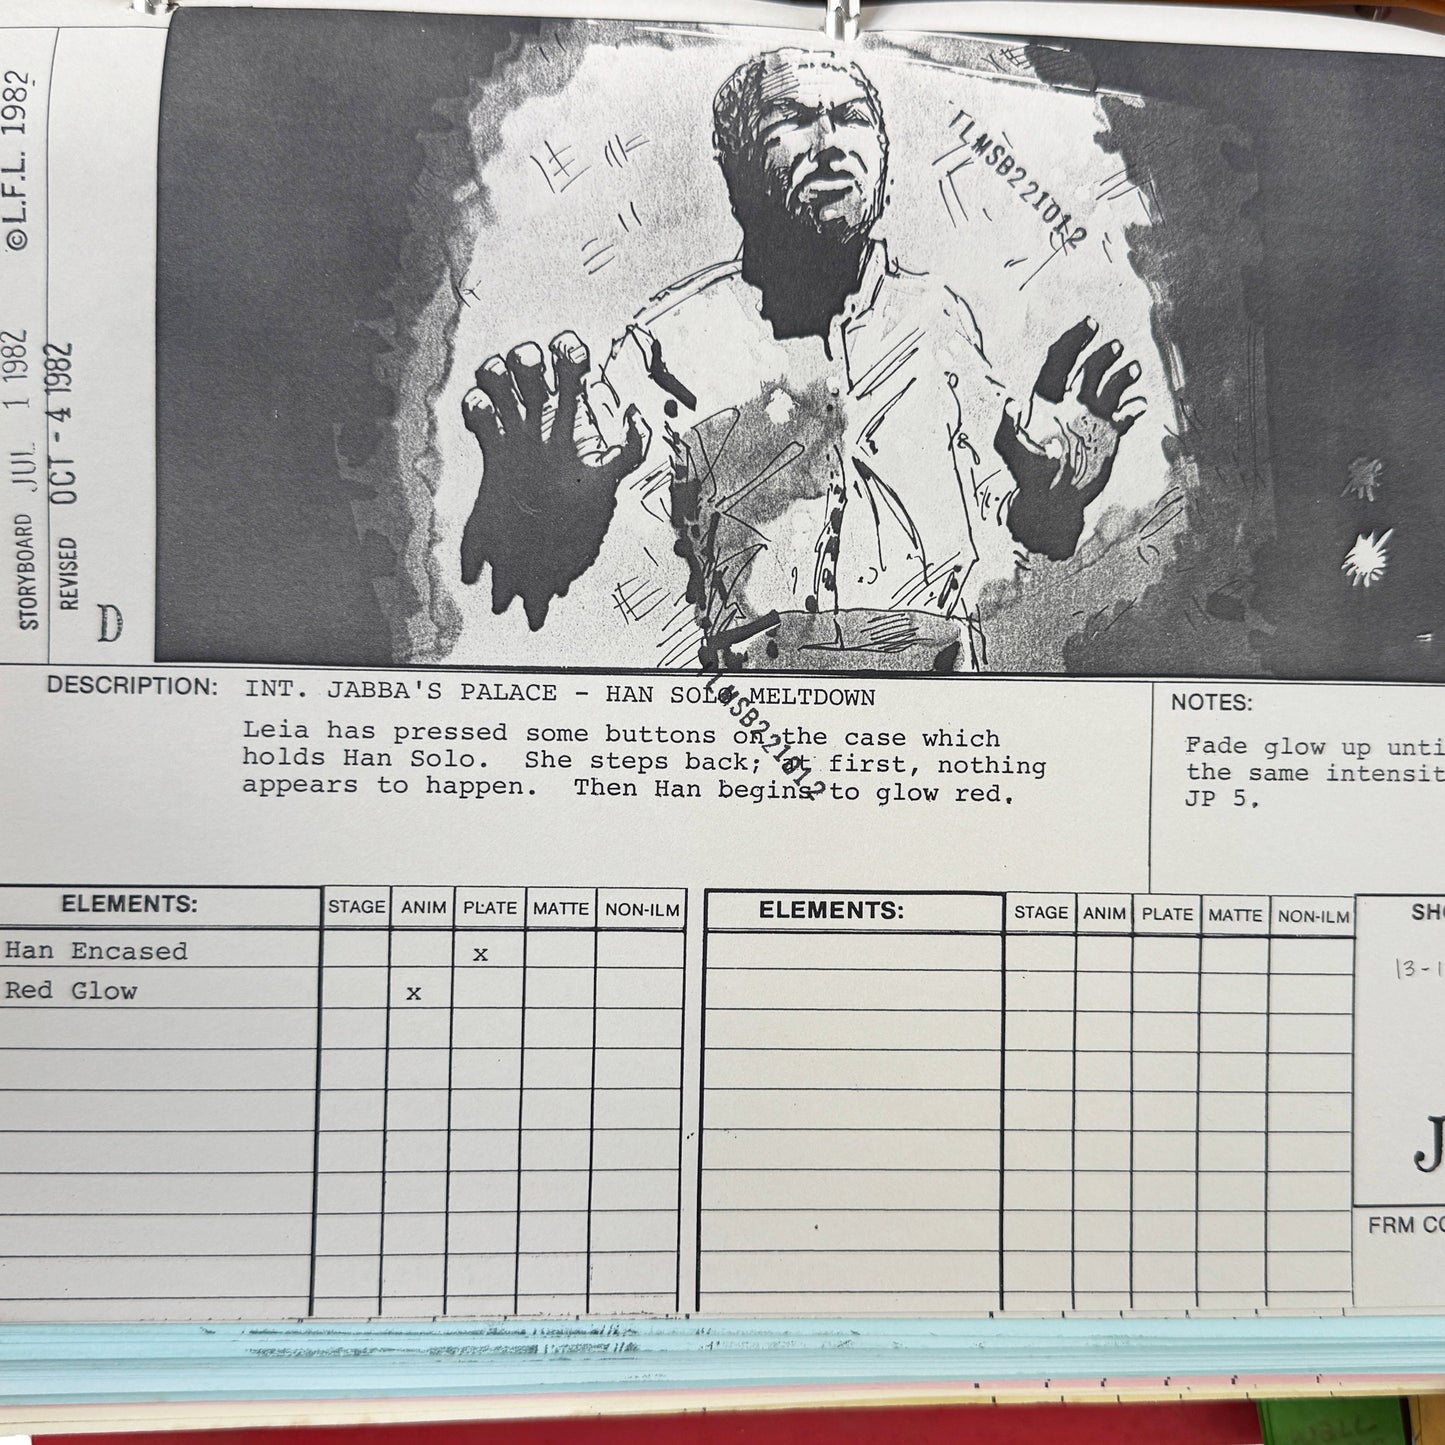 ©L.F.L. 1982
STORYBOARD JUL 1 1982
REVISED OCT - 4 1982
D
TLMSB221012
DESCRIPTION: INT. JABBA'S PALACE - HAN SOLO MELTDOWN
Leia has pressed some buttons on the case which
holds Han Solo. She steps back; at first, nothing
appears to happen. Then Han begins to glow red.
TLMSB221012
NOTES:
Fade glow up unti
the same intensit
JP 5.
ELEMENTS: STAGE ANIM PLATE MATTE NON-ILM
Han Encased x
Red Glow x
ELEMENTS: STAGE ANIM PLATE MATTE NON-ILM
SHO
13-1
J
FRM CO